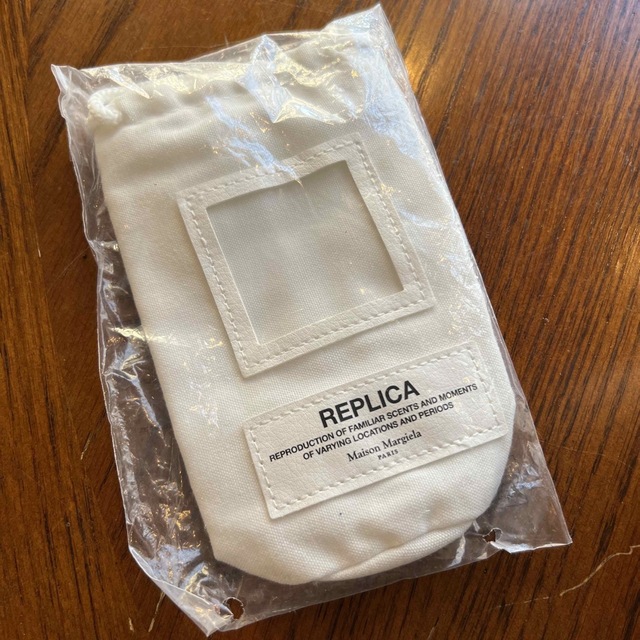 REPLICA
REPRODUCTION OF FAMILIAR SCENTS AND MOMENTS
OF VARYING LOCATIONS AND PERIODS
Maison Margiela
PARIS